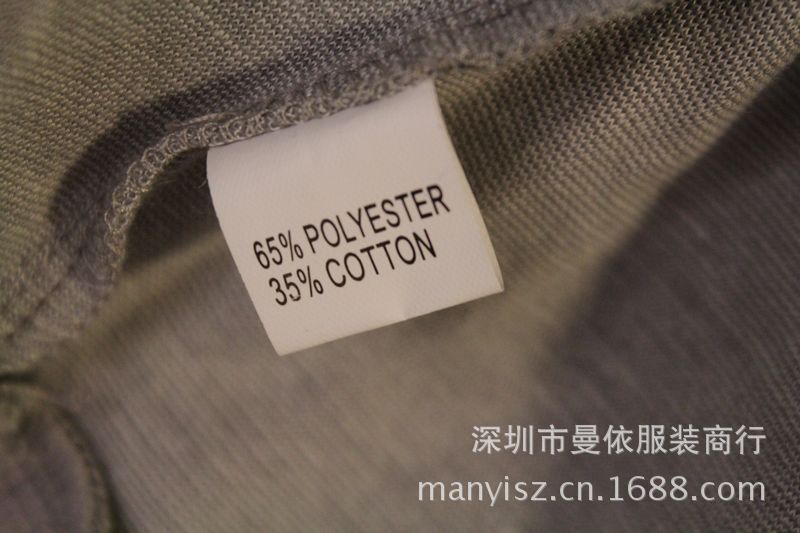 65% POLYESTER
35% COTTON
深圳市曼依服装商行
manyisz.cn.1688.com